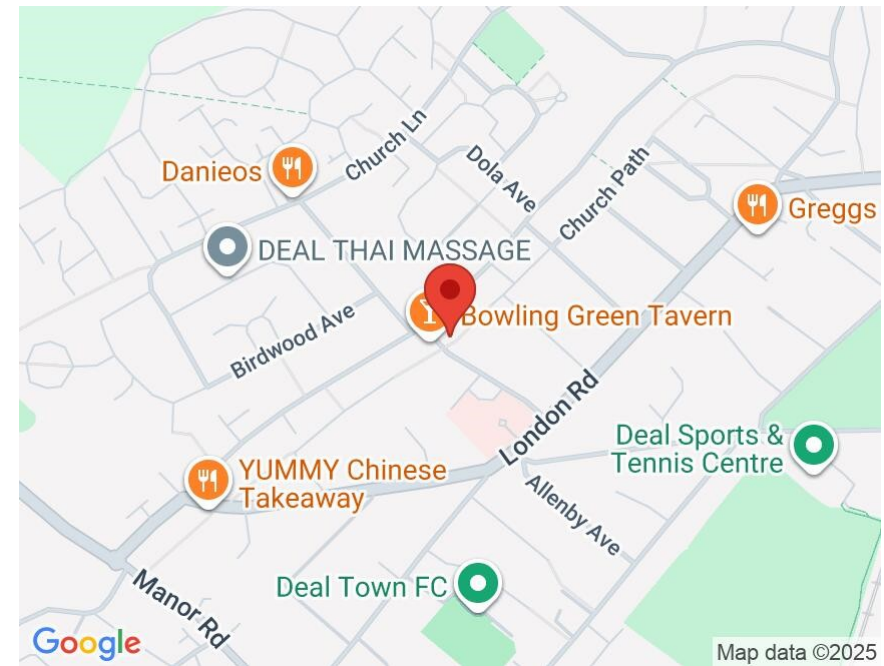 Church Ln
Danieos
Dola Ave
Church Path
Greggs
DEAL THAI MASSAGE
Bowling Green Tavern
Birdwood Ave
London Rd
Deal Sports &
Tennis Centre
YUMMY Chinese
Takeaway
Allenby Ave
Deal Town FC
Manor Rd
Google
Map data ©2025